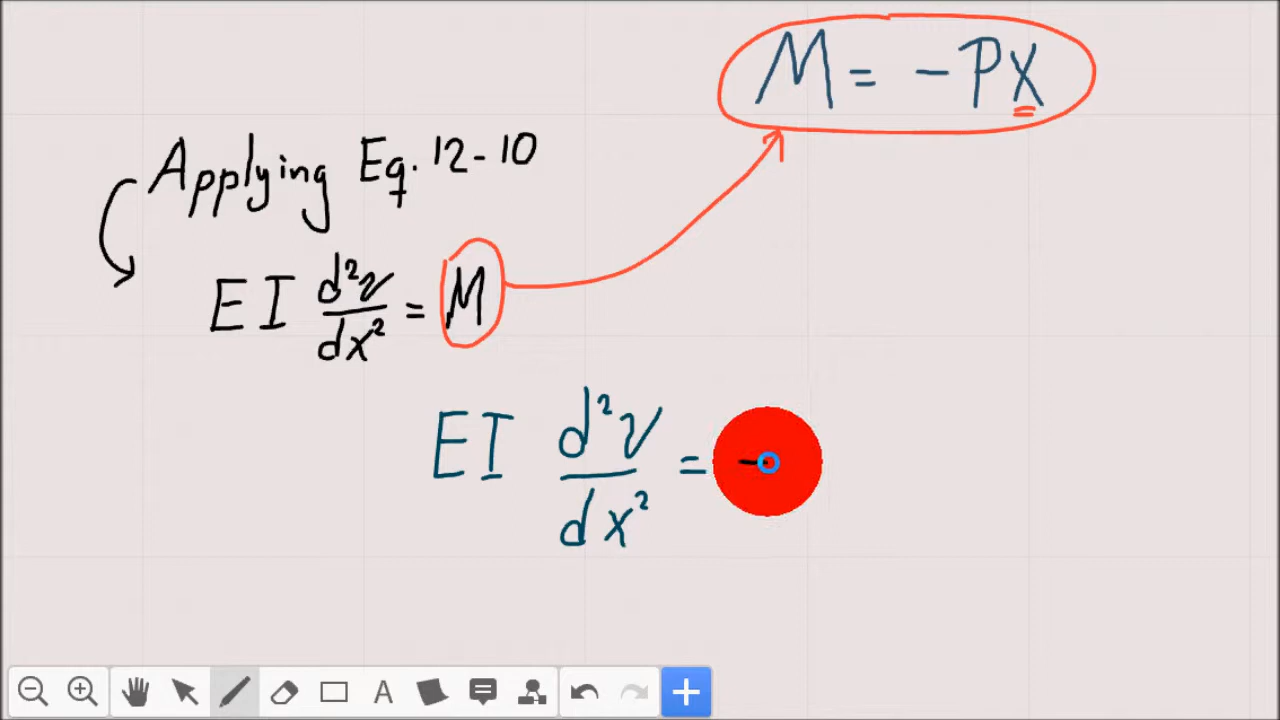 M = -Px
Applying Eq. 12-10
EI d²v/dx² = M
EI d²v/dx² = -
A